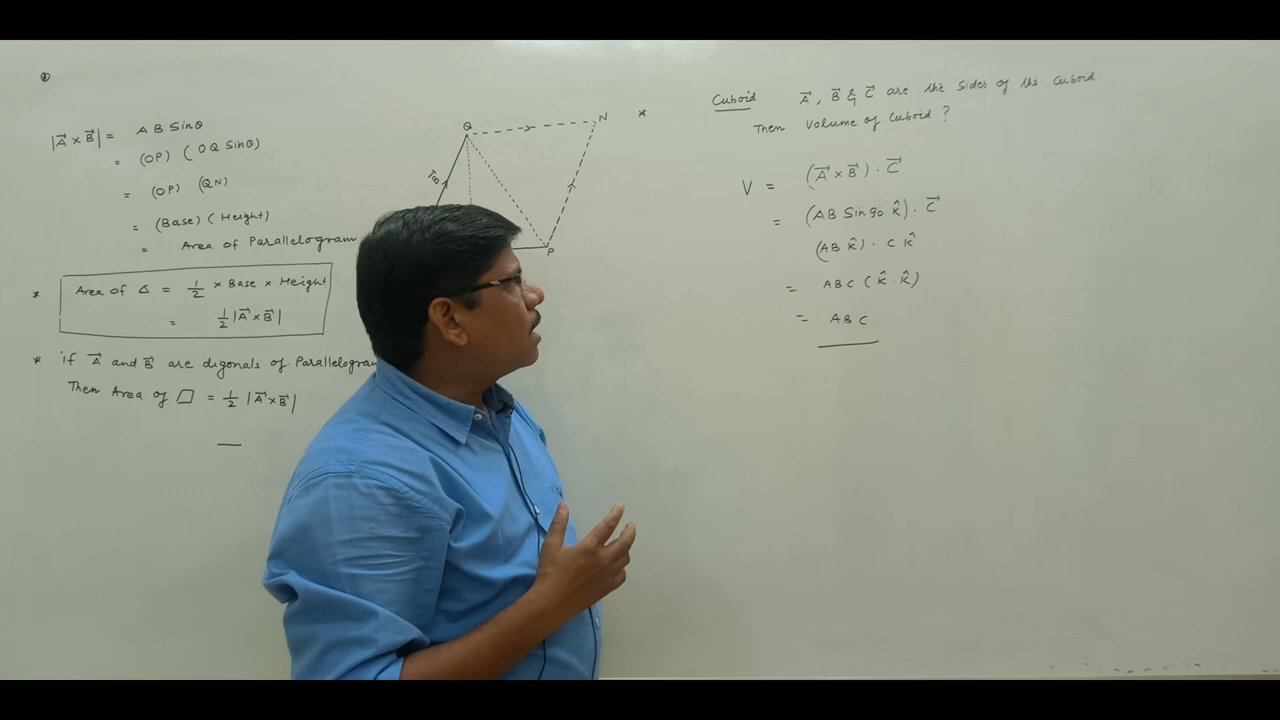 |A⃗ × B⃗| = A B Sinθ
= (OP) ( OQ Sinθ)
= (OP) (QN)
= (Base) ( Height)
= Area of Parallelogram
* Area of Δ = 1/2 × Base × Height
= 1/2 |A⃗ × B⃗|
* if A⃗ and B⃗ are digonals of Parallelogram
Then Area of ▱ = 1/2 |A⃗ × B⃗|
Q
N
B⃗
P
* Cuboid A⃗, B⃗ & C⃗ are the Sides of the Cuboid.
Then Volume of Cuboid ?
V = (A⃗ × B⃗) . C⃗
= (AB Sin 90 k̂) . C⃗
(AB k̂) . C k̂
= ABC ( k̂ . k̂)
= ABC